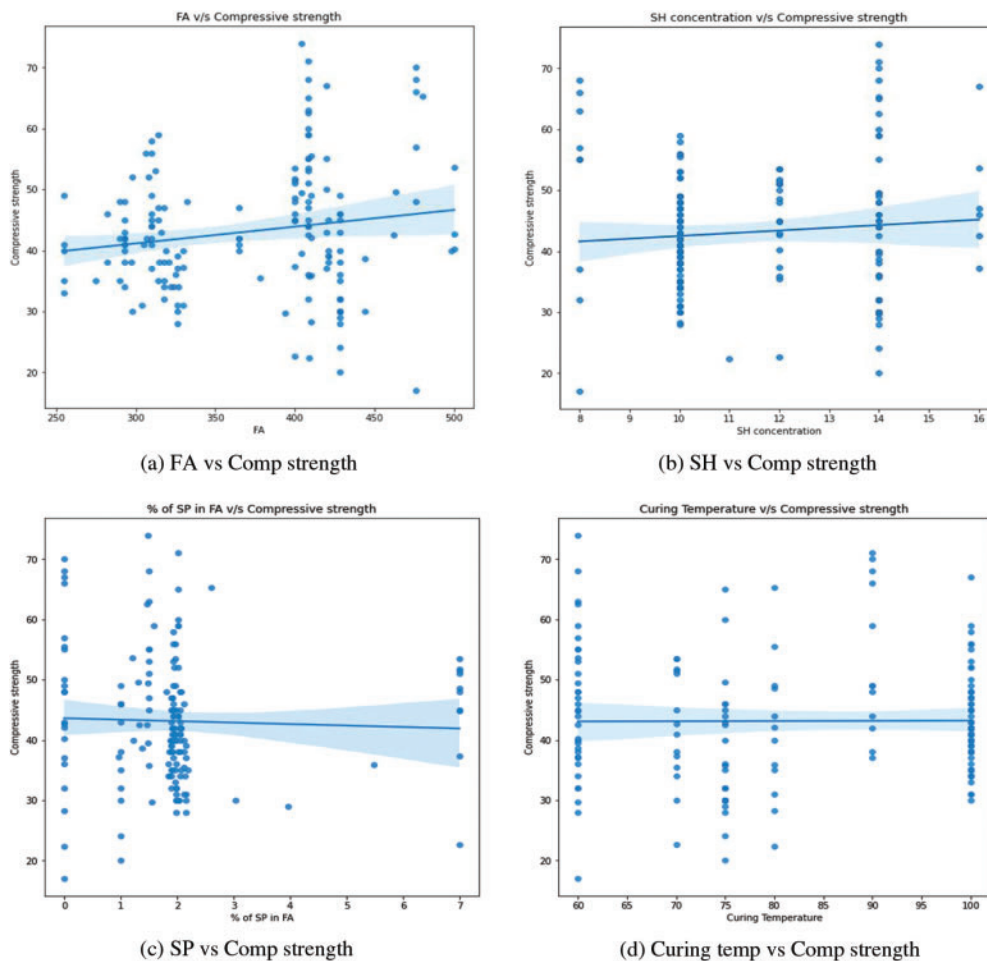 FA v/s Compressive strength
70
60
50
40
30
20
Compressive strength
250 300 350 400 450 500
FA
(a) FA vs Comp strength
SH concentration v/s Compressive strength
70
60
50
40
30
20
Compressive strength
8 9 10 11 12 13 14 15 16
SH concentration
(b) SH vs Comp strength
% of SP in FA v/s Compressive strength
70
60
50
40
30
20
Compressive strength
0 1 2 3 4 5 6 7
% of SP in FA
(c) SP vs Comp strength
Curing Temperature v/s Compressive strength
70
60
50
40
30
20
Compressive strength
60 65 70 75 80 85 90 95 100
Curing Temperature
(d) Curing temp vs Comp strength